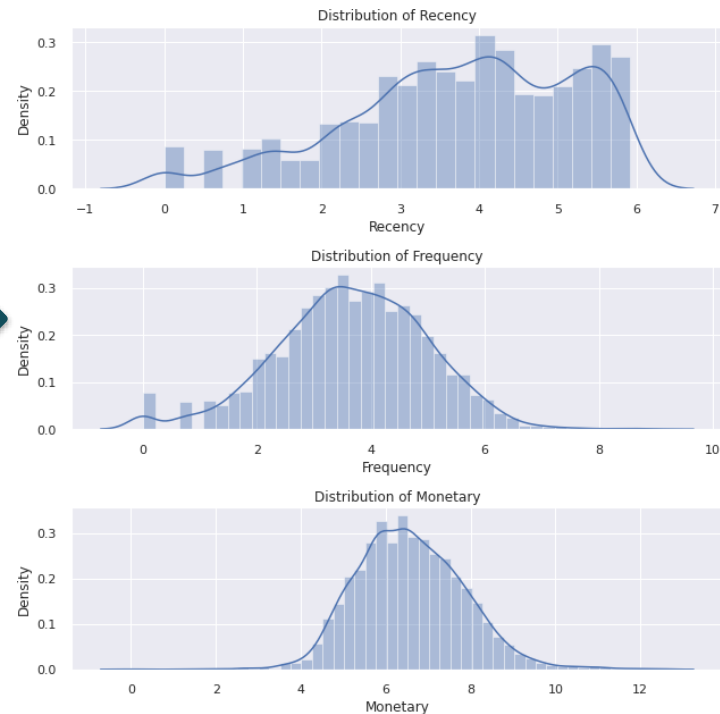 Distribution of Recency
0.3
0.2
0.1
0.0
Density
−1 0 1 2 3 4 5 6 7
Recency
Distribution of Frequency
0.3
0.2
0.1
0.0
Density
0 2 4 6 8 10
Frequency
Distribution of Monetary
0.3
0.2
0.1
0.0
Density
0 2 4 6 8 10 12
Monetary